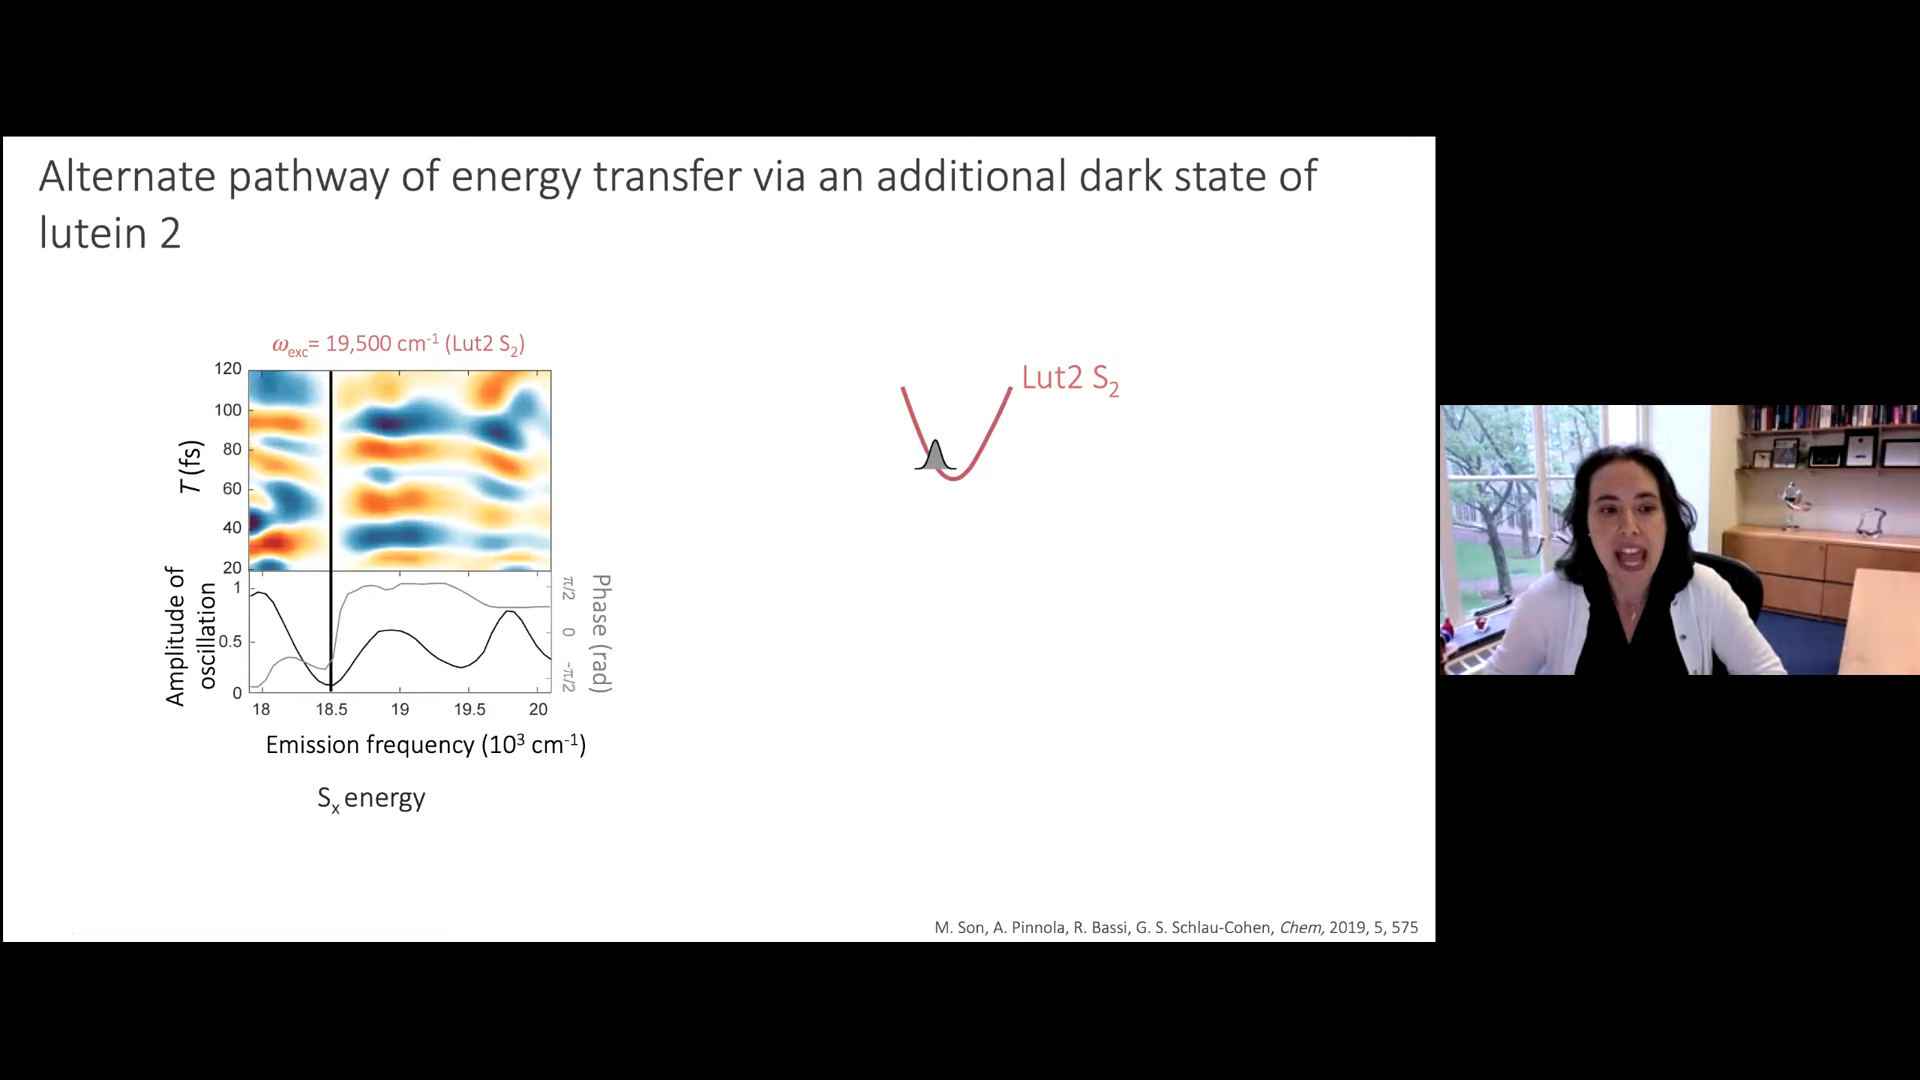 Alternate pathway of energy transfer via an additional dark state of
lutein 2
ωexc= 19,500 cm-1 (Lut2 S2)
120
100
80
60
40
20
T (fs)
1
0.5
0
Amplitude of
oscillation
π/2
0
-π/2
Phase (rad)
18 18.5 19 19.5 20
Emission frequency (103 cm-1)
Sx energy
Lut2 S2
M. Son, A. Pinnola, R. Bassi, G. S. Schlau-Cohen, Chem, 2019, 5, 575